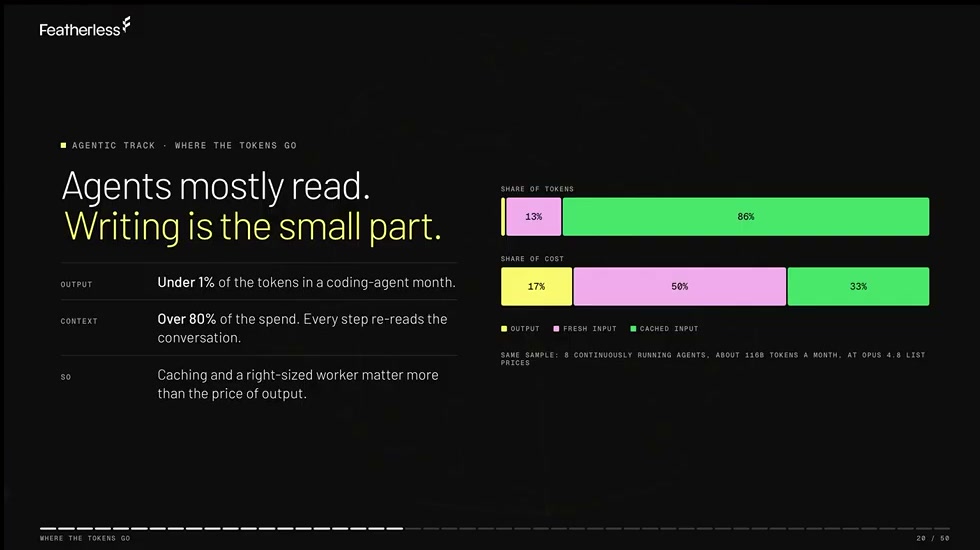 Featherless
AGENTIC TRACK · WHERE THE TOKENS GO
Agents mostly read.
Writing is the small part.
OUTPUT
Under 1% of the tokens in a coding-agent month.
CONTEXT
Over 80% of the spend. Every step re-reads the
conversation.
SO
Caching and a right-sized worker matter more
than the price of output.
SHARE OF TOKENS
13% 86%
SHARE OF COST
17% 50% 33%
OUTPUT FRESH INPUT CACHED INPUT
SAME SAMPLE: 8 CONTINUOUSLY RUNNING AGENTS, ABOUT 116B TOKENS A MONTH, AT OPUS 4.8 LIST
PRICES
WHERE THE TOKENS GO
20 / 50